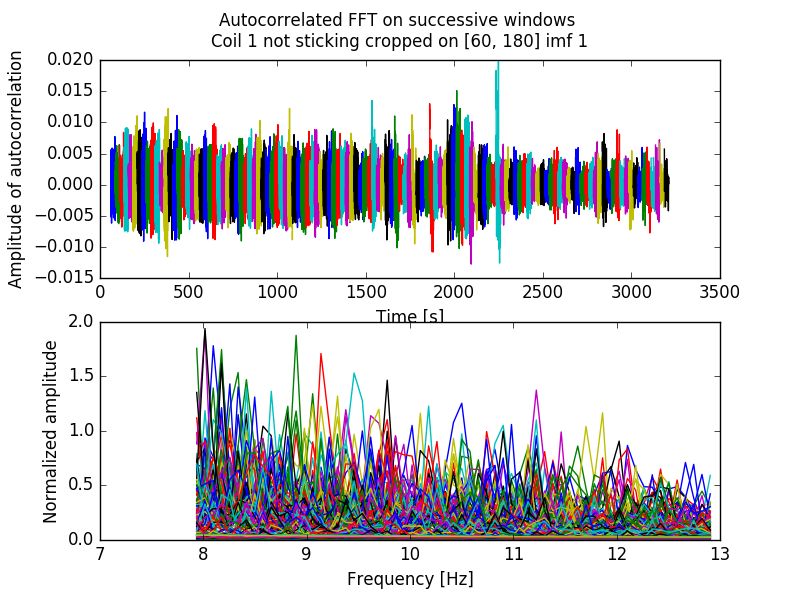 Autocorrelated FFT on successive windows
Coil 1 not sticking cropped on [60, 180] imf 1
Amplitude of autocorrelation
0.020
0.015
0.010
0.005
0.000
−0.005
−0.010
−0.015
0 500 1000 1500 2000 2500 3000 3500
Time [s]
Normalized amplitude
2.0
1.5
1.0
0.5
0.0
7 8 9 10 11 12 13
Frequency [Hz]